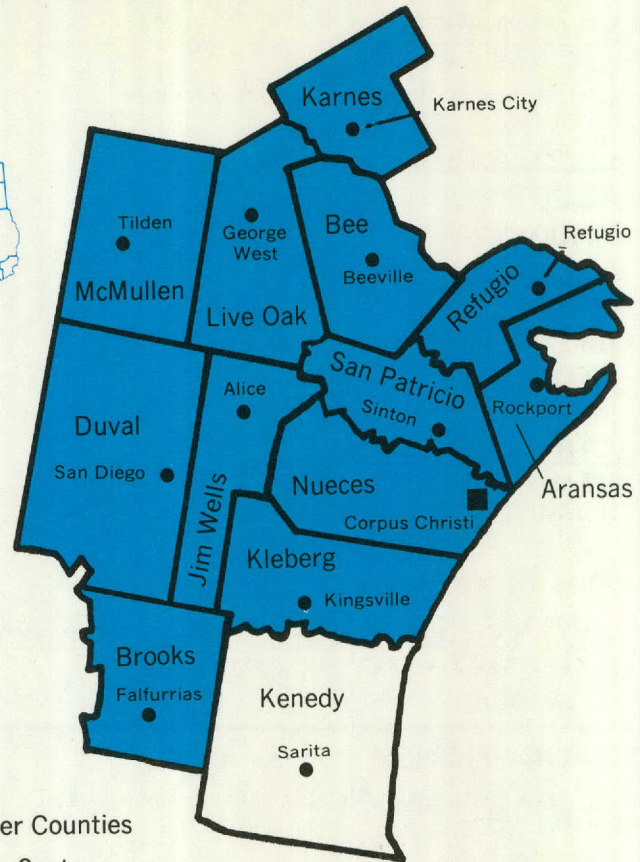 Karnes
Karnes City
Tilden
McMullen
George
West
Live Oak
Bee
Beeville
Refugio
Refugio
San Patricio
Sinton
Rockport
Aransas
Duval
San Diego
Alice
Jim Wells
Nueces
Corpus Christi
Kleberg
Kingsville
Brooks
Falfurrias
Kenedy
Sarita
er Counties